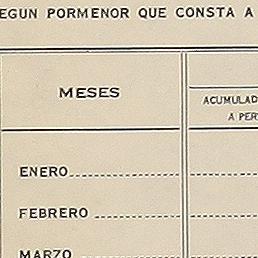 EGUN PORMENOR QUE CONSTA A
MESES
ACUMULAD
A PER
ENERO
FEBRERO
MARZO